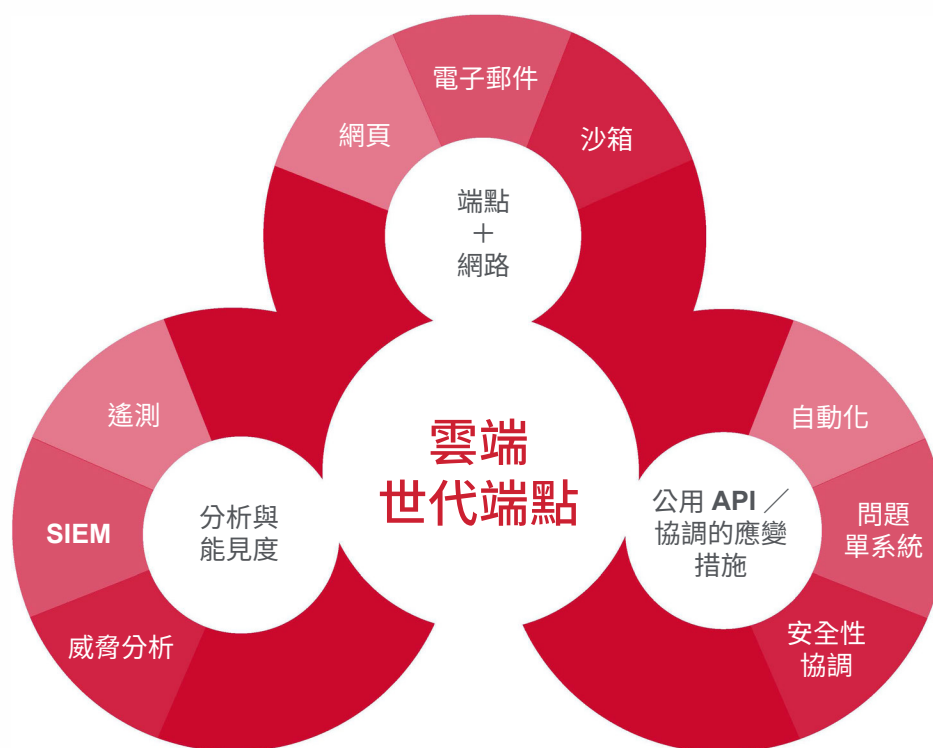 電子郵件
網頁
沙箱
端點
＋
網路
雲端
世代端點
遙測
SIEM
威脅分析
分析與
能見度
公用 API ／
協調的應變
措施
自動化
問題
單系統
安全性
協調